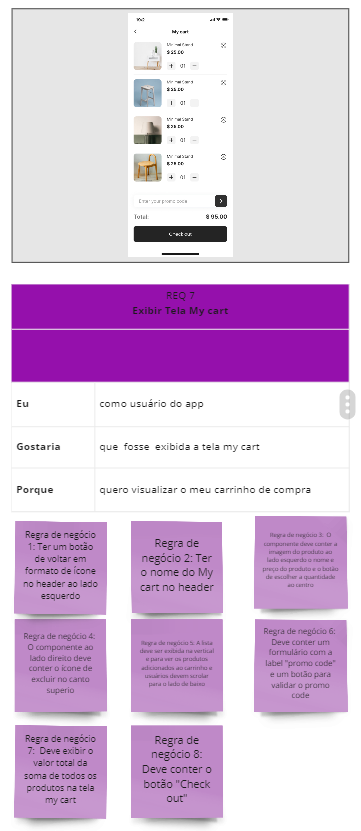 10:2
My cart
Minimal Stand
$ 25.00
+ 01 −
Minimal Stand
$ 25.00
+ 01
Minimal Stand
$ 25.00
+ 01 −
Minimal Stand
$ 25.00
+ 01 −
Enter your promo code
Total:
$ 95.00
Check out
REQ 7
Exibir Tela My cart
Eu
como usuário do app
Gostaria
que fosse exibida a tela my cart
Porque
quero visualizar o meu carrinho de compra
Regra de negócio
1: Ter um botão
de voltar em
formato de ícone
no header ao lado
esquerdo
Regra de
negócio 2: Ter
o nome do My
cart no header
Regra de negócio 3: O
componente deve conter a
imagem do produto ao
lado esquerdo o nome e
preço do produto e o botão
de escolher a quantidade
ao centro
Regra de negócio 4:
O componente ao
lado direito deve
conter o ícone de
excluir no canto
superio
Regra de negócio 5: A lista
deve ser exibida na vertical
e para ver os produtos
adicionados ao carrinho e
usuários devem scrolar
para o lado de baixo
Regra de negócio 6:
Deve conter um
formulário com a
label "promo code"
e um botão para
validar o promo
code
Regra de negócio
7: Deve exibir o
valor total da
soma de todos os
produtos na tela
my cart
Regra de
negócio 8:
Deve conter o
botão "Check
out"